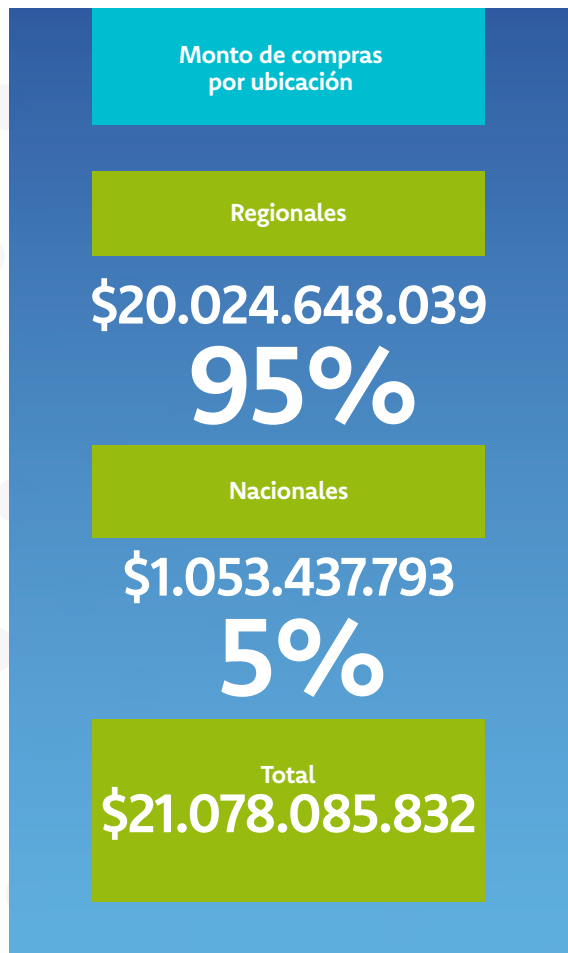 Monto de compras
por ubicación
Regionales
$20.024.648.039
95%
Nacionales
$1.053.437.793
5%
Total
$21.078.085.832